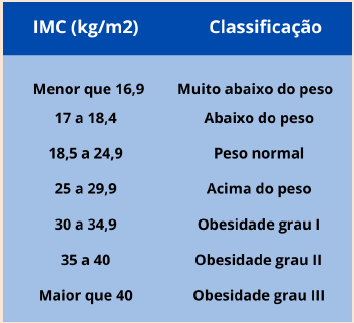 IMC (kg/m2) Classificação
Menor que 16,9 Muito abaixo do peso
17 a 18,4 Abaixo do peso
18,5 a 24,9 Peso normal
25 a 29,9 Acima do peso
30 a 34,9 Obesidade grau I
35 a 40 Obesidade grau II
Maior que 40 Obesidade grau III